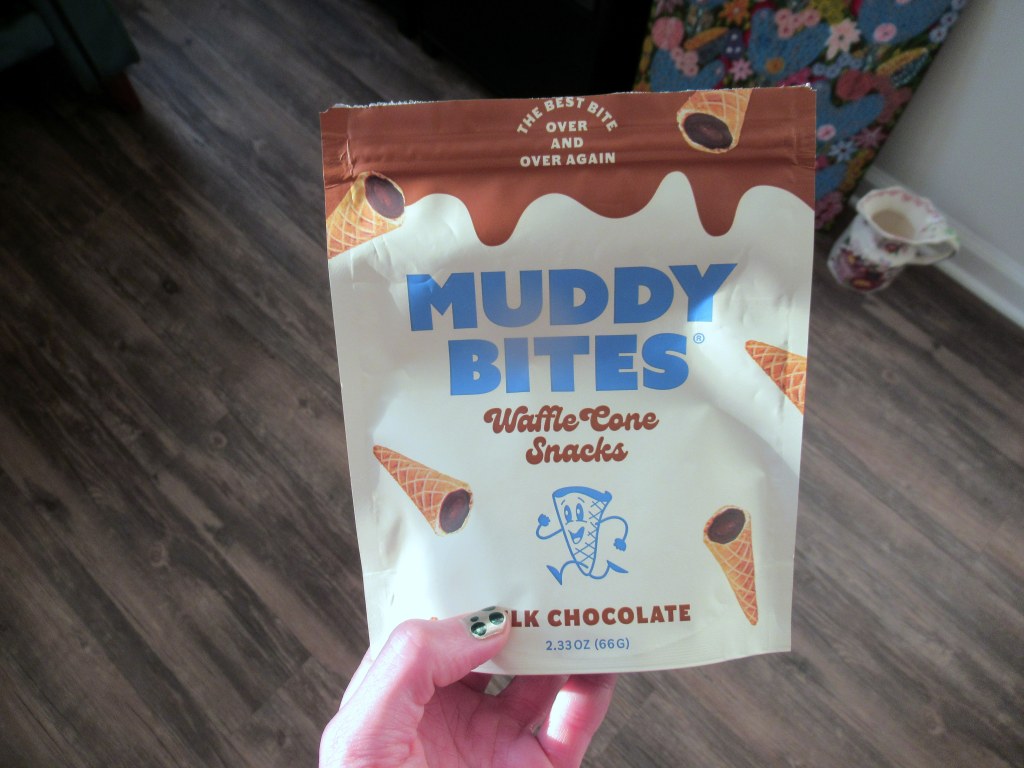 THE BEST BITE
OVER
AND
OVER AGAIN
MUDDY
BITES®
Waffle Cone
Snacks
LK CHOCOLATE
2.33 OZ (66G)